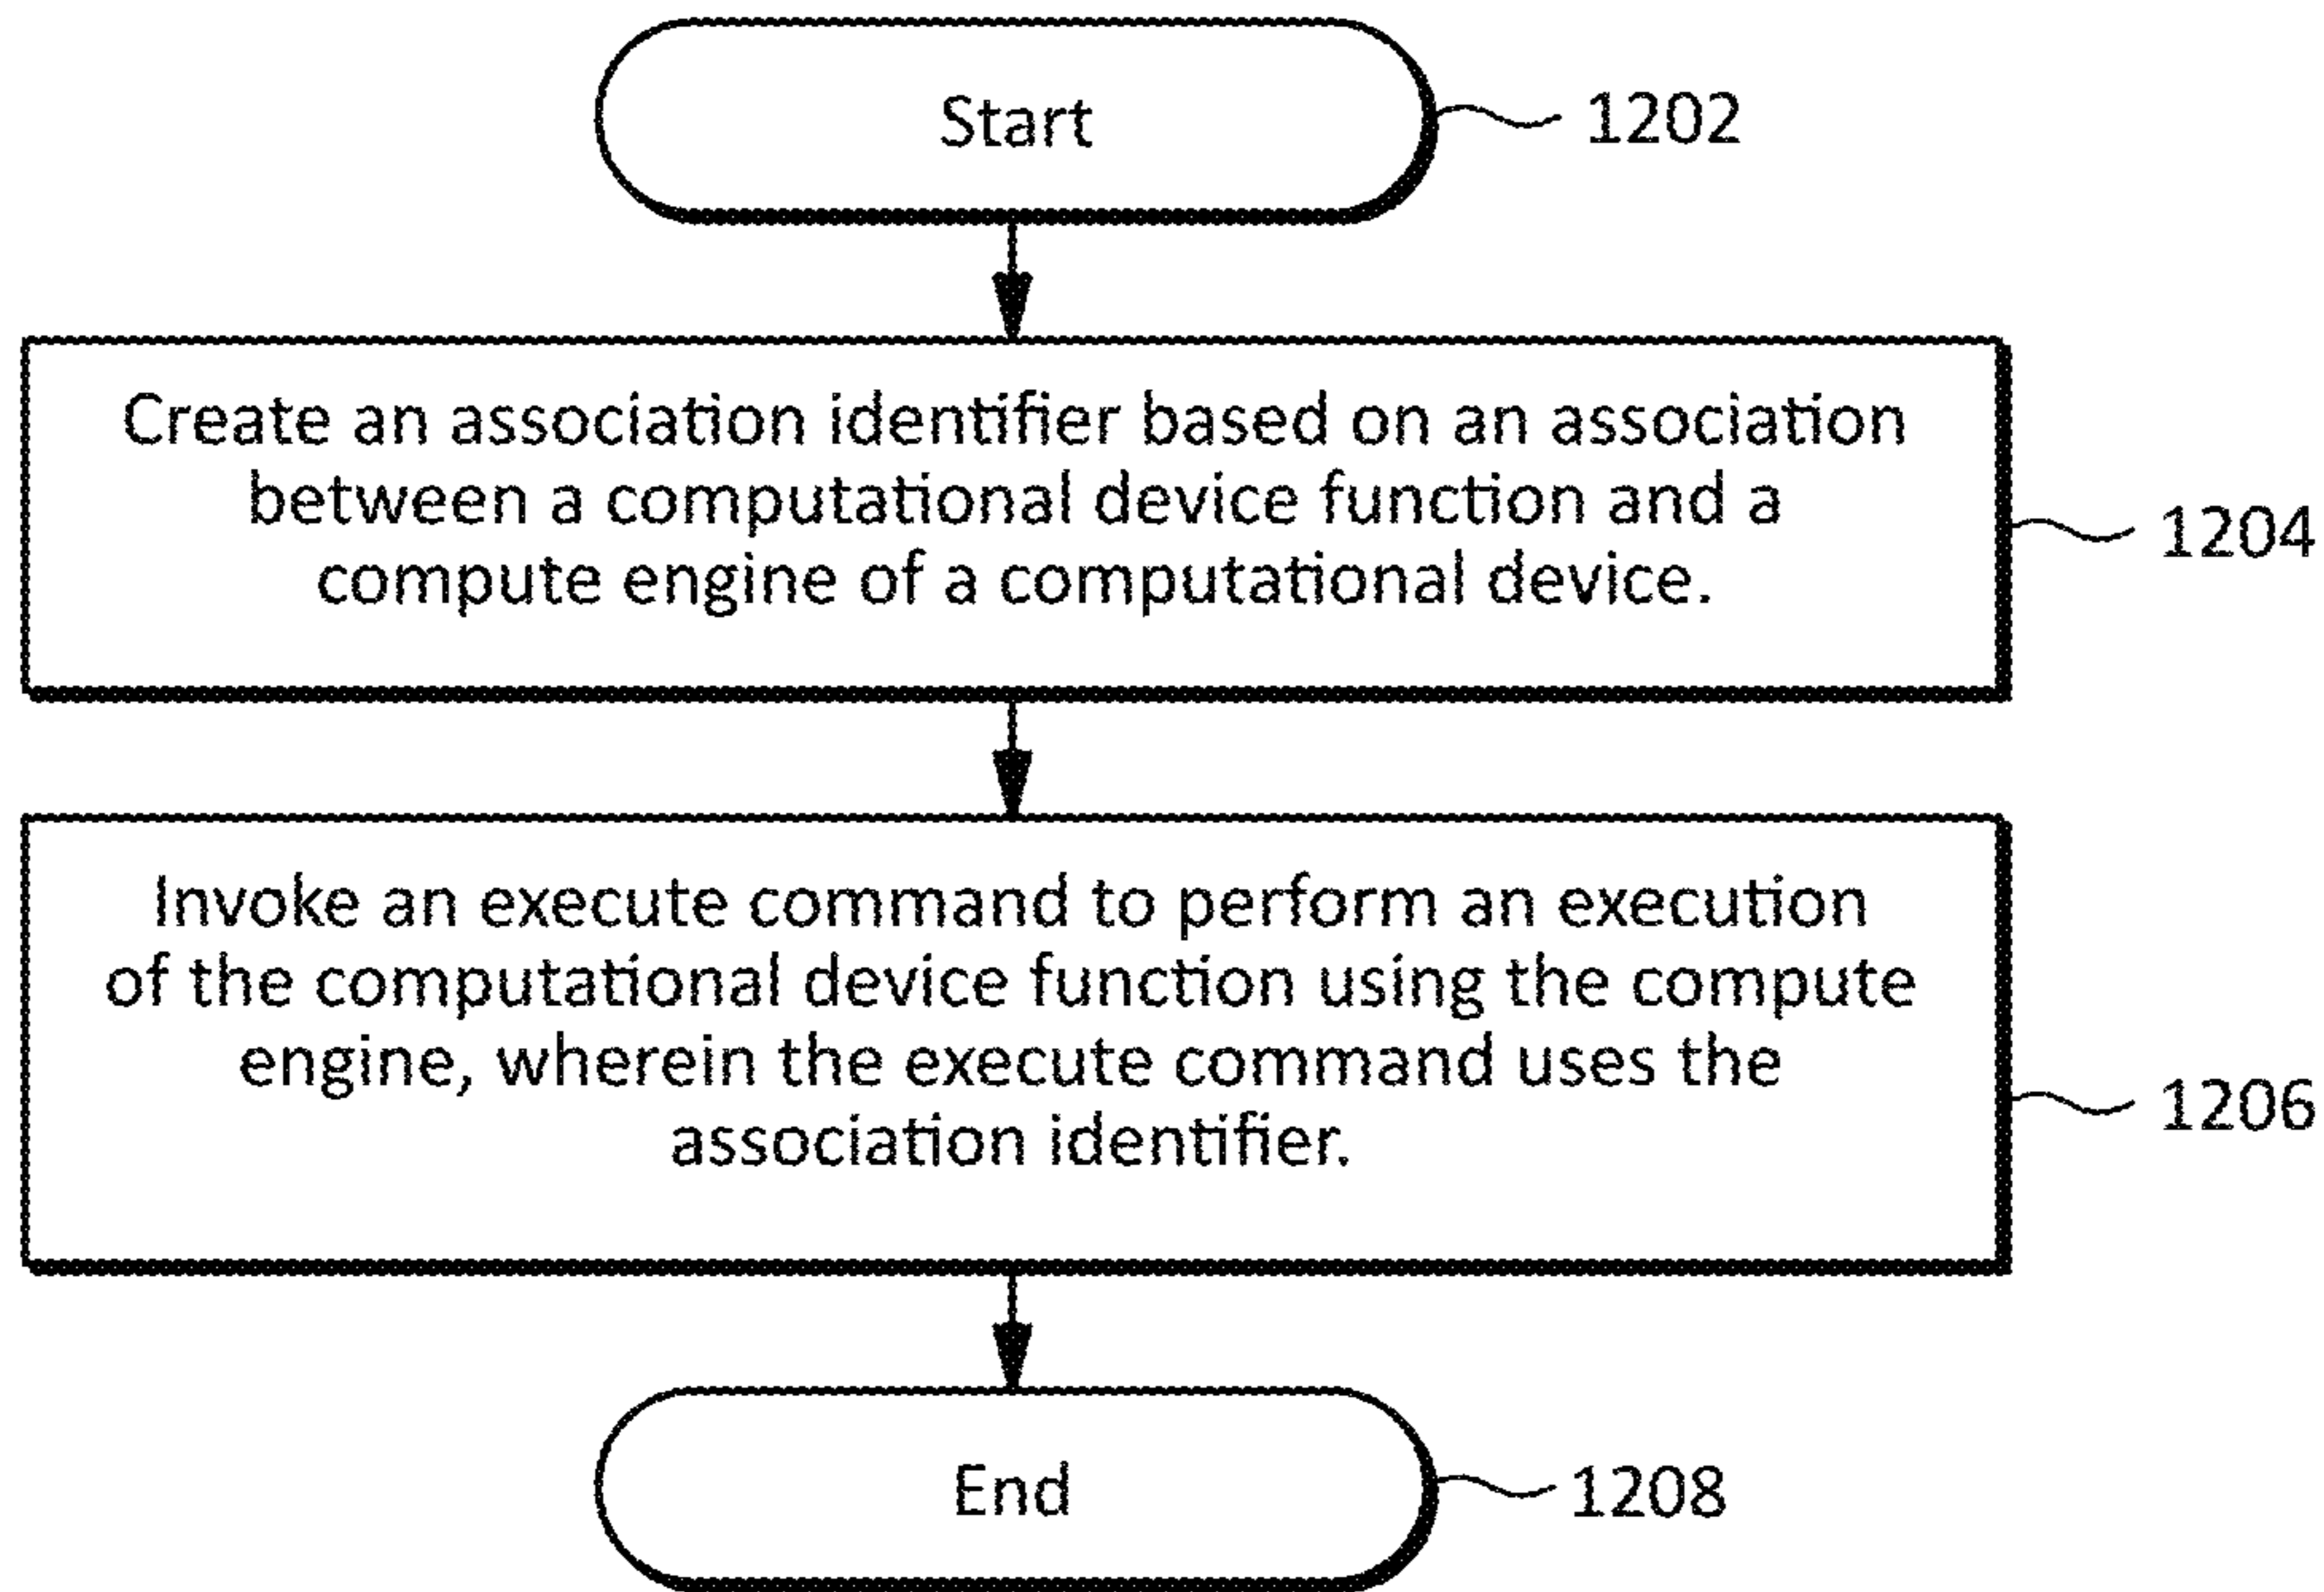 Start
1202
Create an association identifier based on an association
between a computational device function and a
compute engine of a computational device.
1204
Invoke an execute command to perform an execution
of the computational device function using the compute
engine, wherein the execute command uses the
association identifier.
1206
End
1208